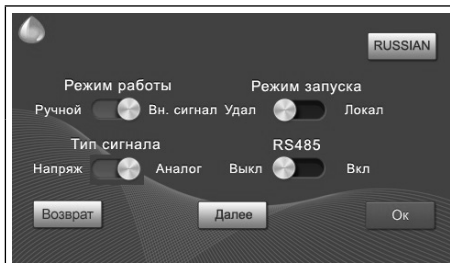 RUSSIAN
Режим работы Режим запуска
Ручной Вн. сигнал Удал Локал
Тип сигнала RS485
Напряж Аналог Выкл Вкл
Возврат Далее Ок